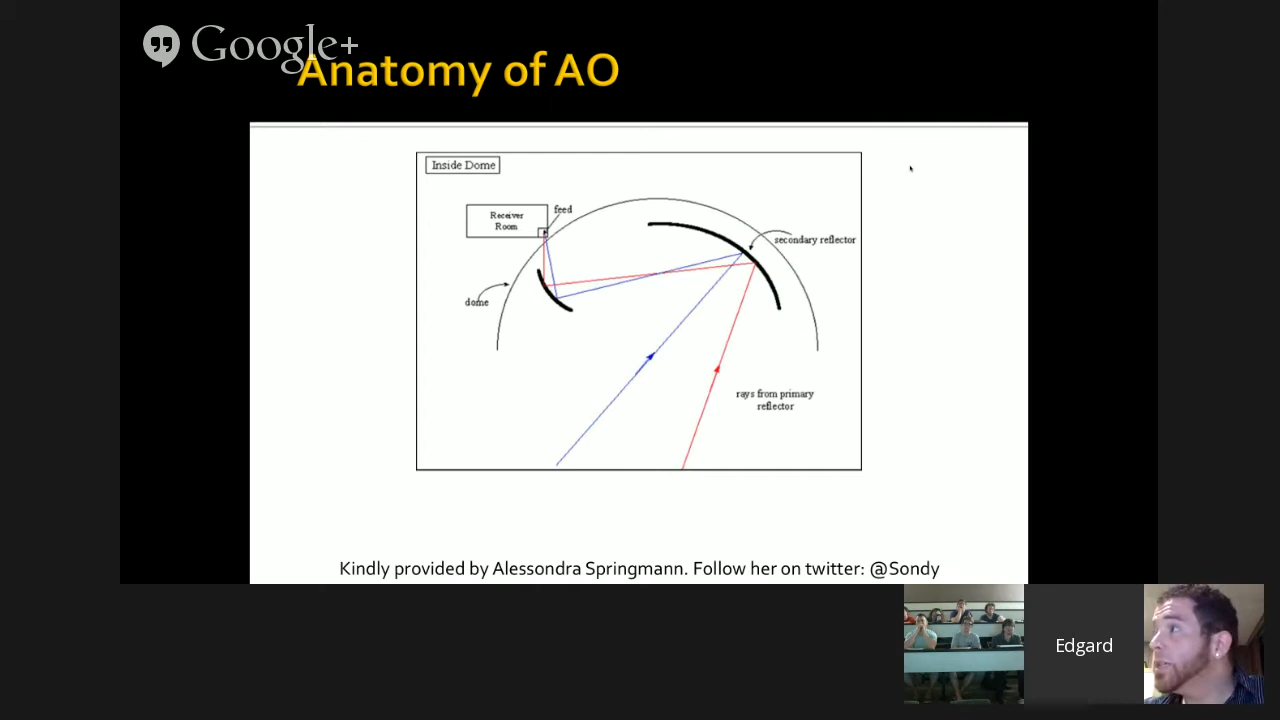 Google+
Anatomy of AO
Inside Dome
Receiver
Room
feed
secondary reflector
dome
rays from primary
reflector
Kindly provided by Alessondra Springmann. Follow her on twitter: @Sondy
Edgard